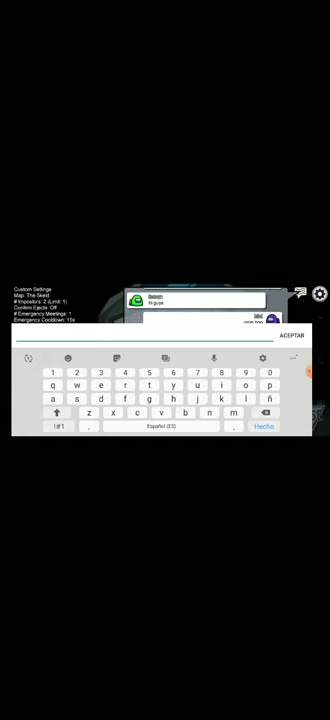 Custom Settings
Map: The Skeld
# Impostors: 2 (Limit: 1)
Confirm Ejects: Off
# Emergency Meetings: 1
Emergency Cooldown: 15s
hi guys
ACEPTAR
1 2 3 4 5 6 7 8 9 0
q w e r t y u i o p
a s d f g h j k l ñ
z x c v b n m
!#1 , Español (ES) . Hecho